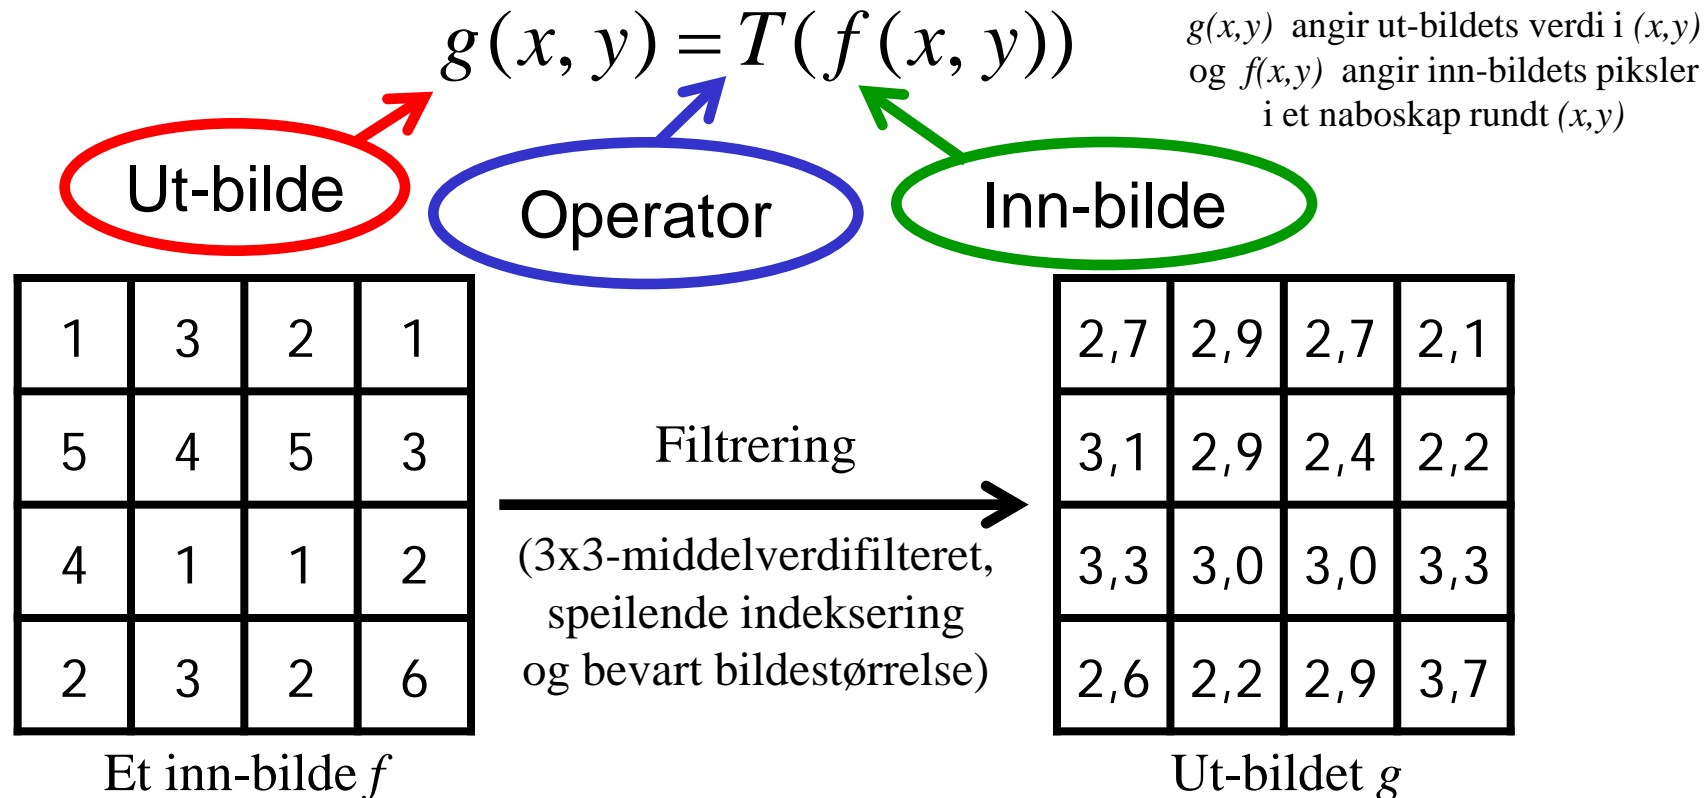 g(x, y) = T(f(x, y))
g(x,y) angir ut-bildets verdi i (x,y)
og f(x,y) angir inn-bildets piksler
i et naboskap rundt (x,y)
Ut-bilde
Operator
Inn-bilde
1 3 2 1
5 4 5 3
4 1 1 2
2 3 2 6
Et inn-bilde f
Filtrering
(3x3-middelverdifilteret,
speilende indeksering
og bevart bildestørrelse)
2,7 2,9 2,7 2,1
3,1 2,9 2,4 2,2
3,3 3,0 3,0 3,3
2,6 2,2 2,9 3,7
Ut-bildet g